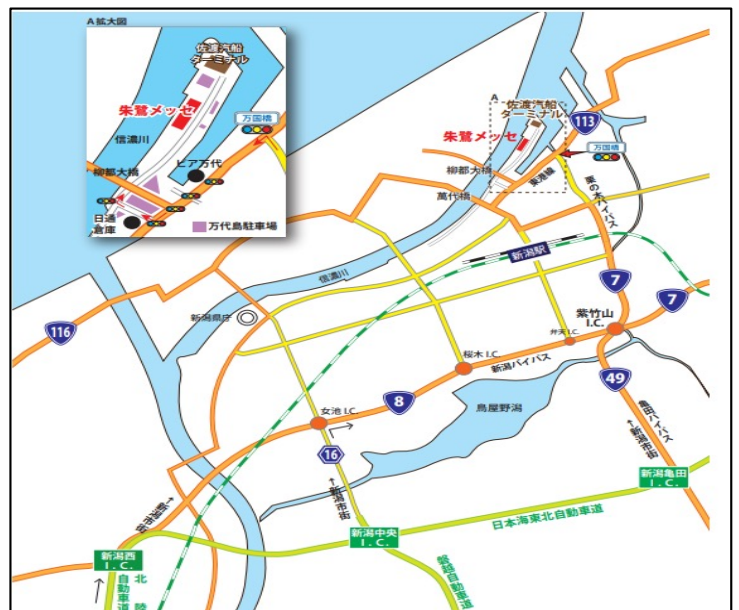 A拡大図
佐渡汽船
ターミナル
朱鷺メッセ
万国橋
信濃川
ピア万代
柳都大橋
日通
倉庫
万代島駐車場
A
佐渡汽船
ターミナル
113
朱鷺メッセ
万国橋
柳都大橋
東港線
萬代橋
栗の木バイパス
新潟駅
信濃川
7
7
新潟県庁
紫竹山
I.C.
116
弁天I.C.
桜木I.C.
新潟バイパス
49
8
鳥屋野潟
女池I.C.
亀田バイパス
↑新潟市街
16
↑新潟市街
新潟亀田
I.C.
↑新潟市街
日本海東北自動車道
新潟中央
I.C.
新潟西
I.C.
磐越自動車道
北陸
自動車道